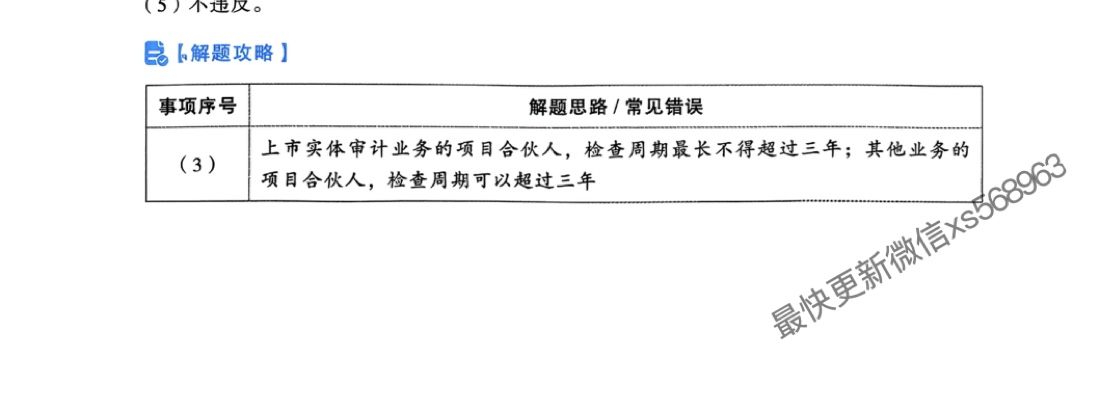 （5）不违反。
【解题攻略】
事项序号
解题思路/常见错误
（3）
上市实体审计业务的项目合伙人，检查周期最长不得超过三年；其他业务的
项目合伙人，检查周期可以超过三年
最快更新微信xs568963